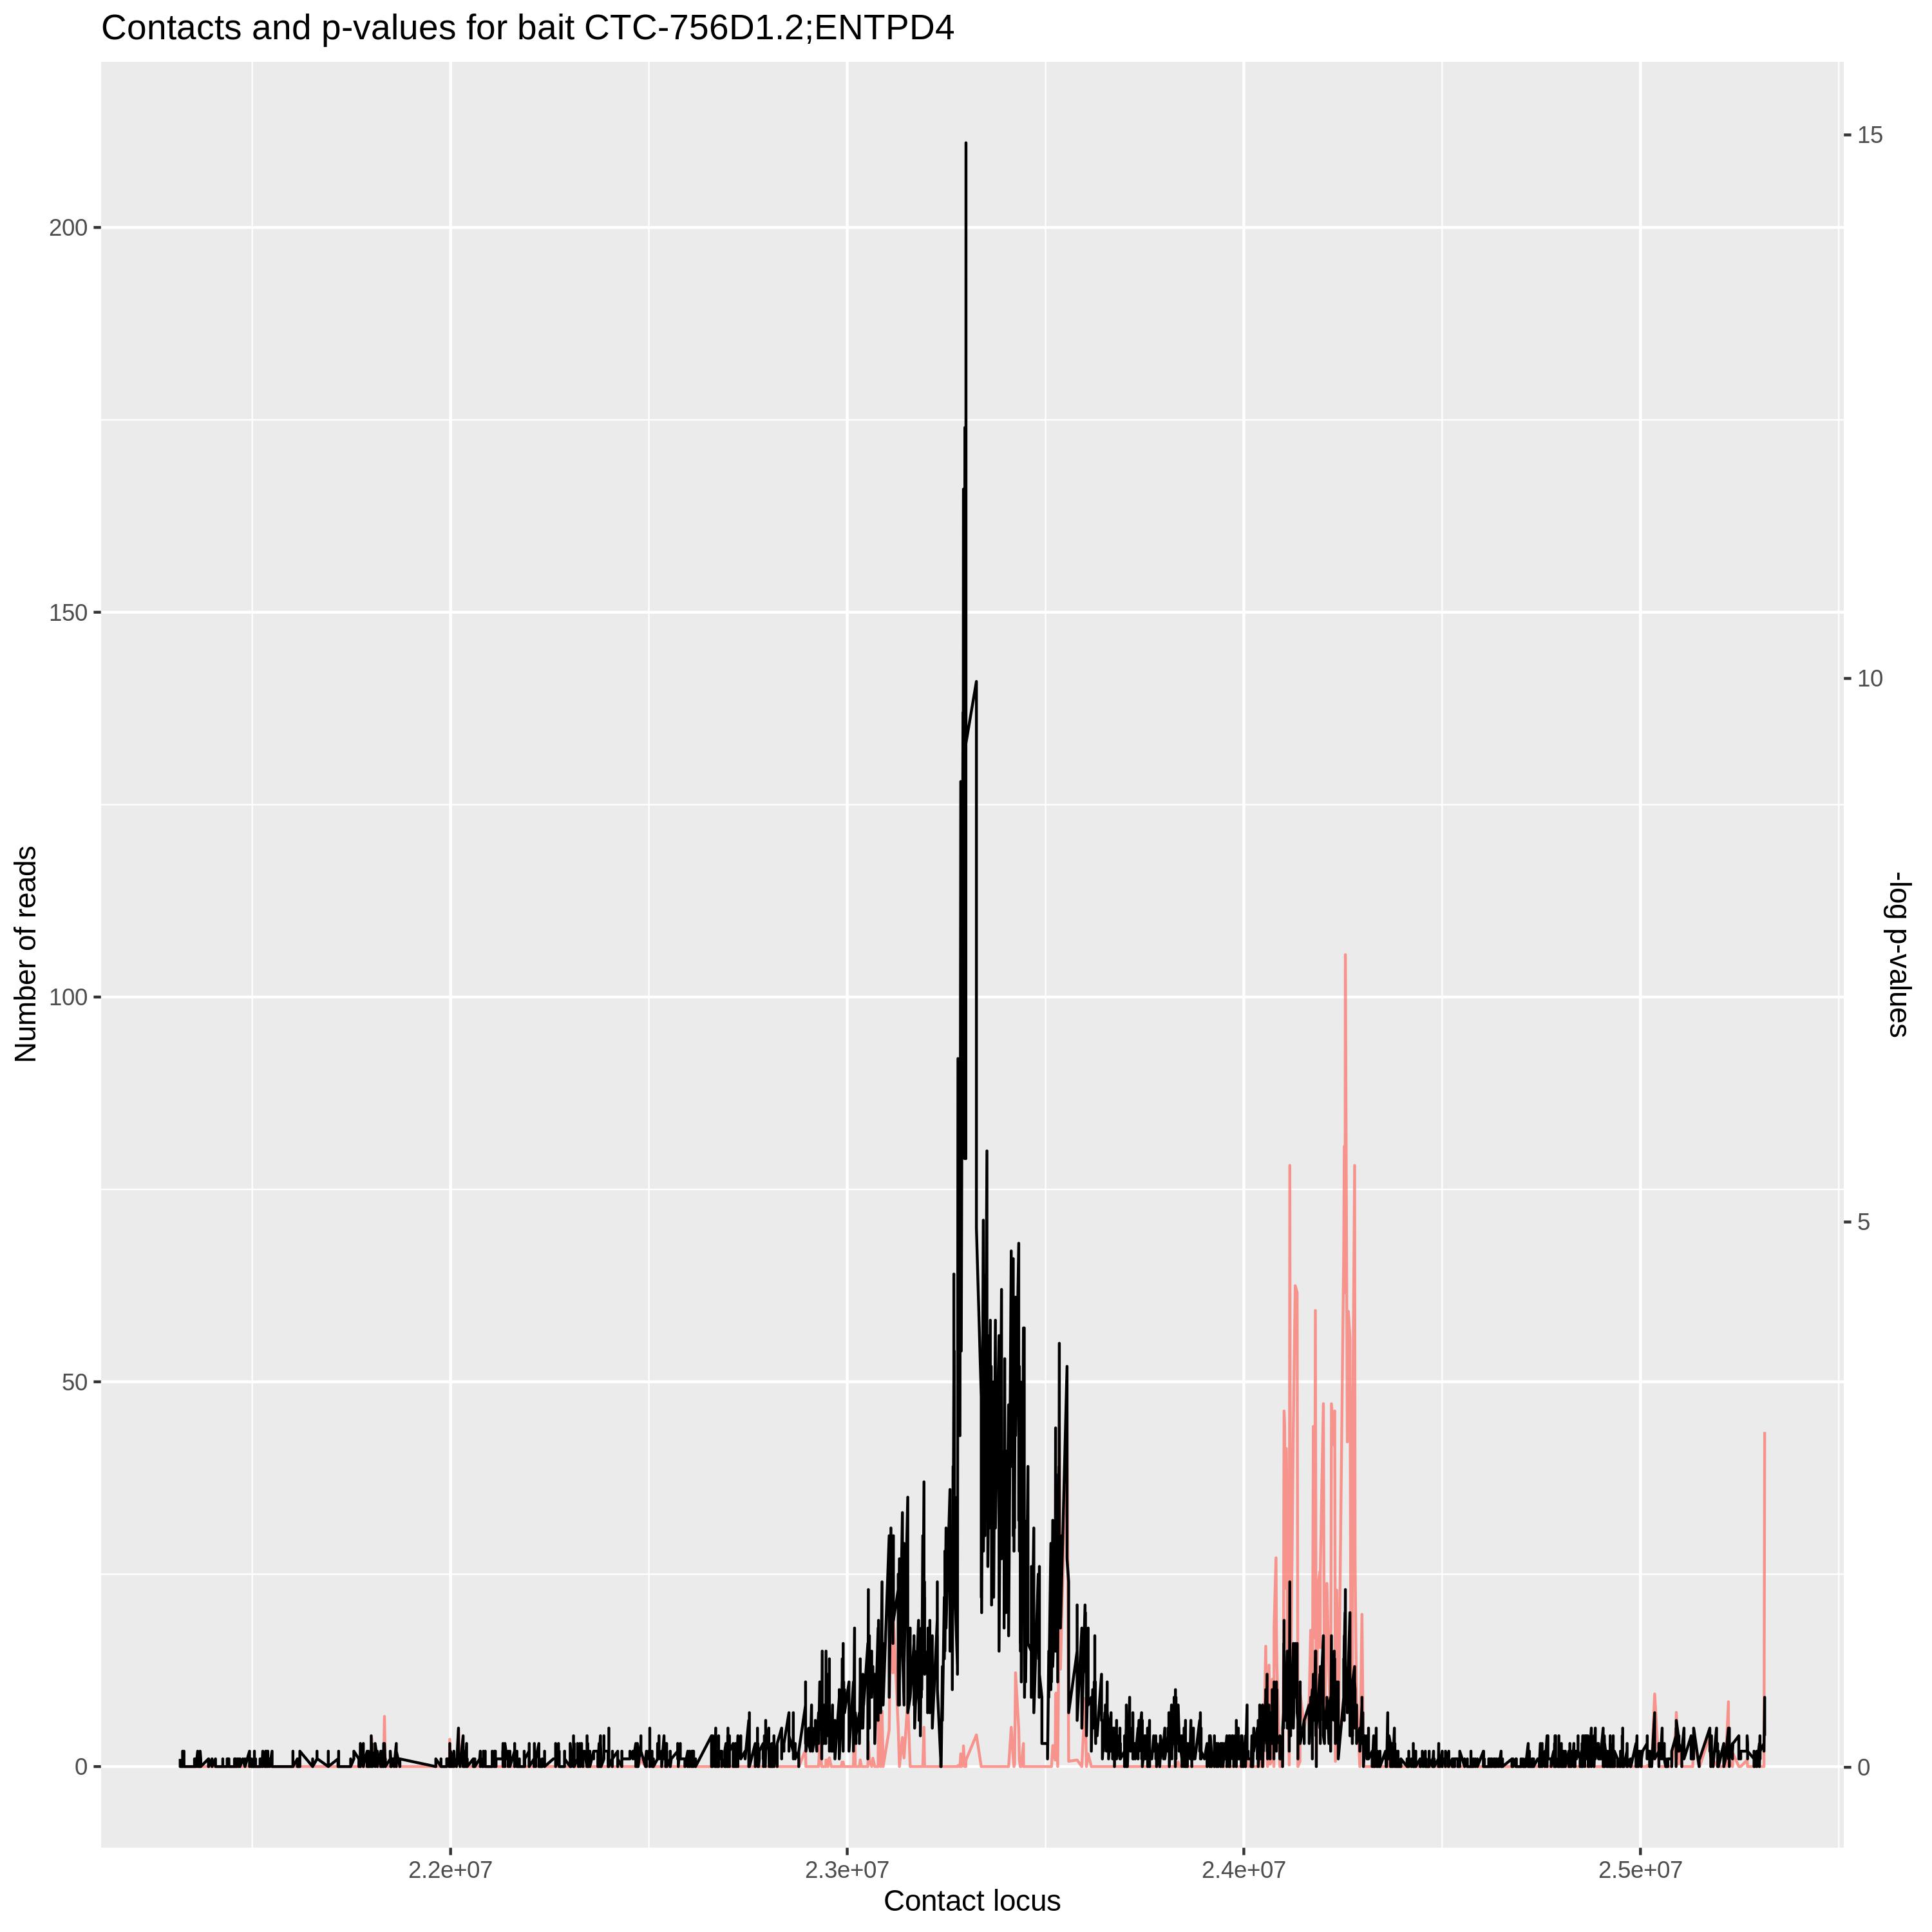 Contacts and p-values for bait CTC-756D1.2;ENTPD4
200
150
100
50
0
Number of reads
15
10
5
0
-log p-values
2.2e+07
2.3e+07
2.4e+07
2.5e+07
Contact locus